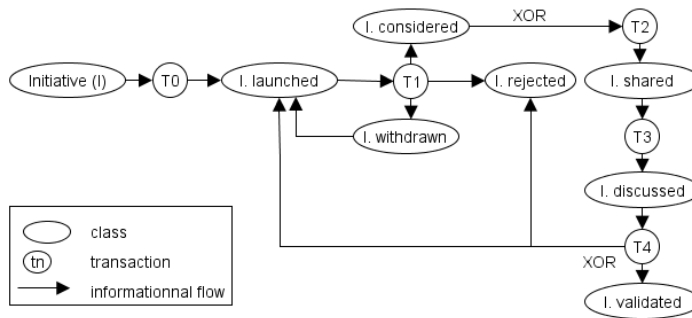 I. considered
XOR
T2
Initiative (I)
T0
I. launched
T1
I. rejected
I. shared
I. withdrawn
T3
I. discussed
T4
XOR
I. validated
class
tn
transaction
informationnal flow